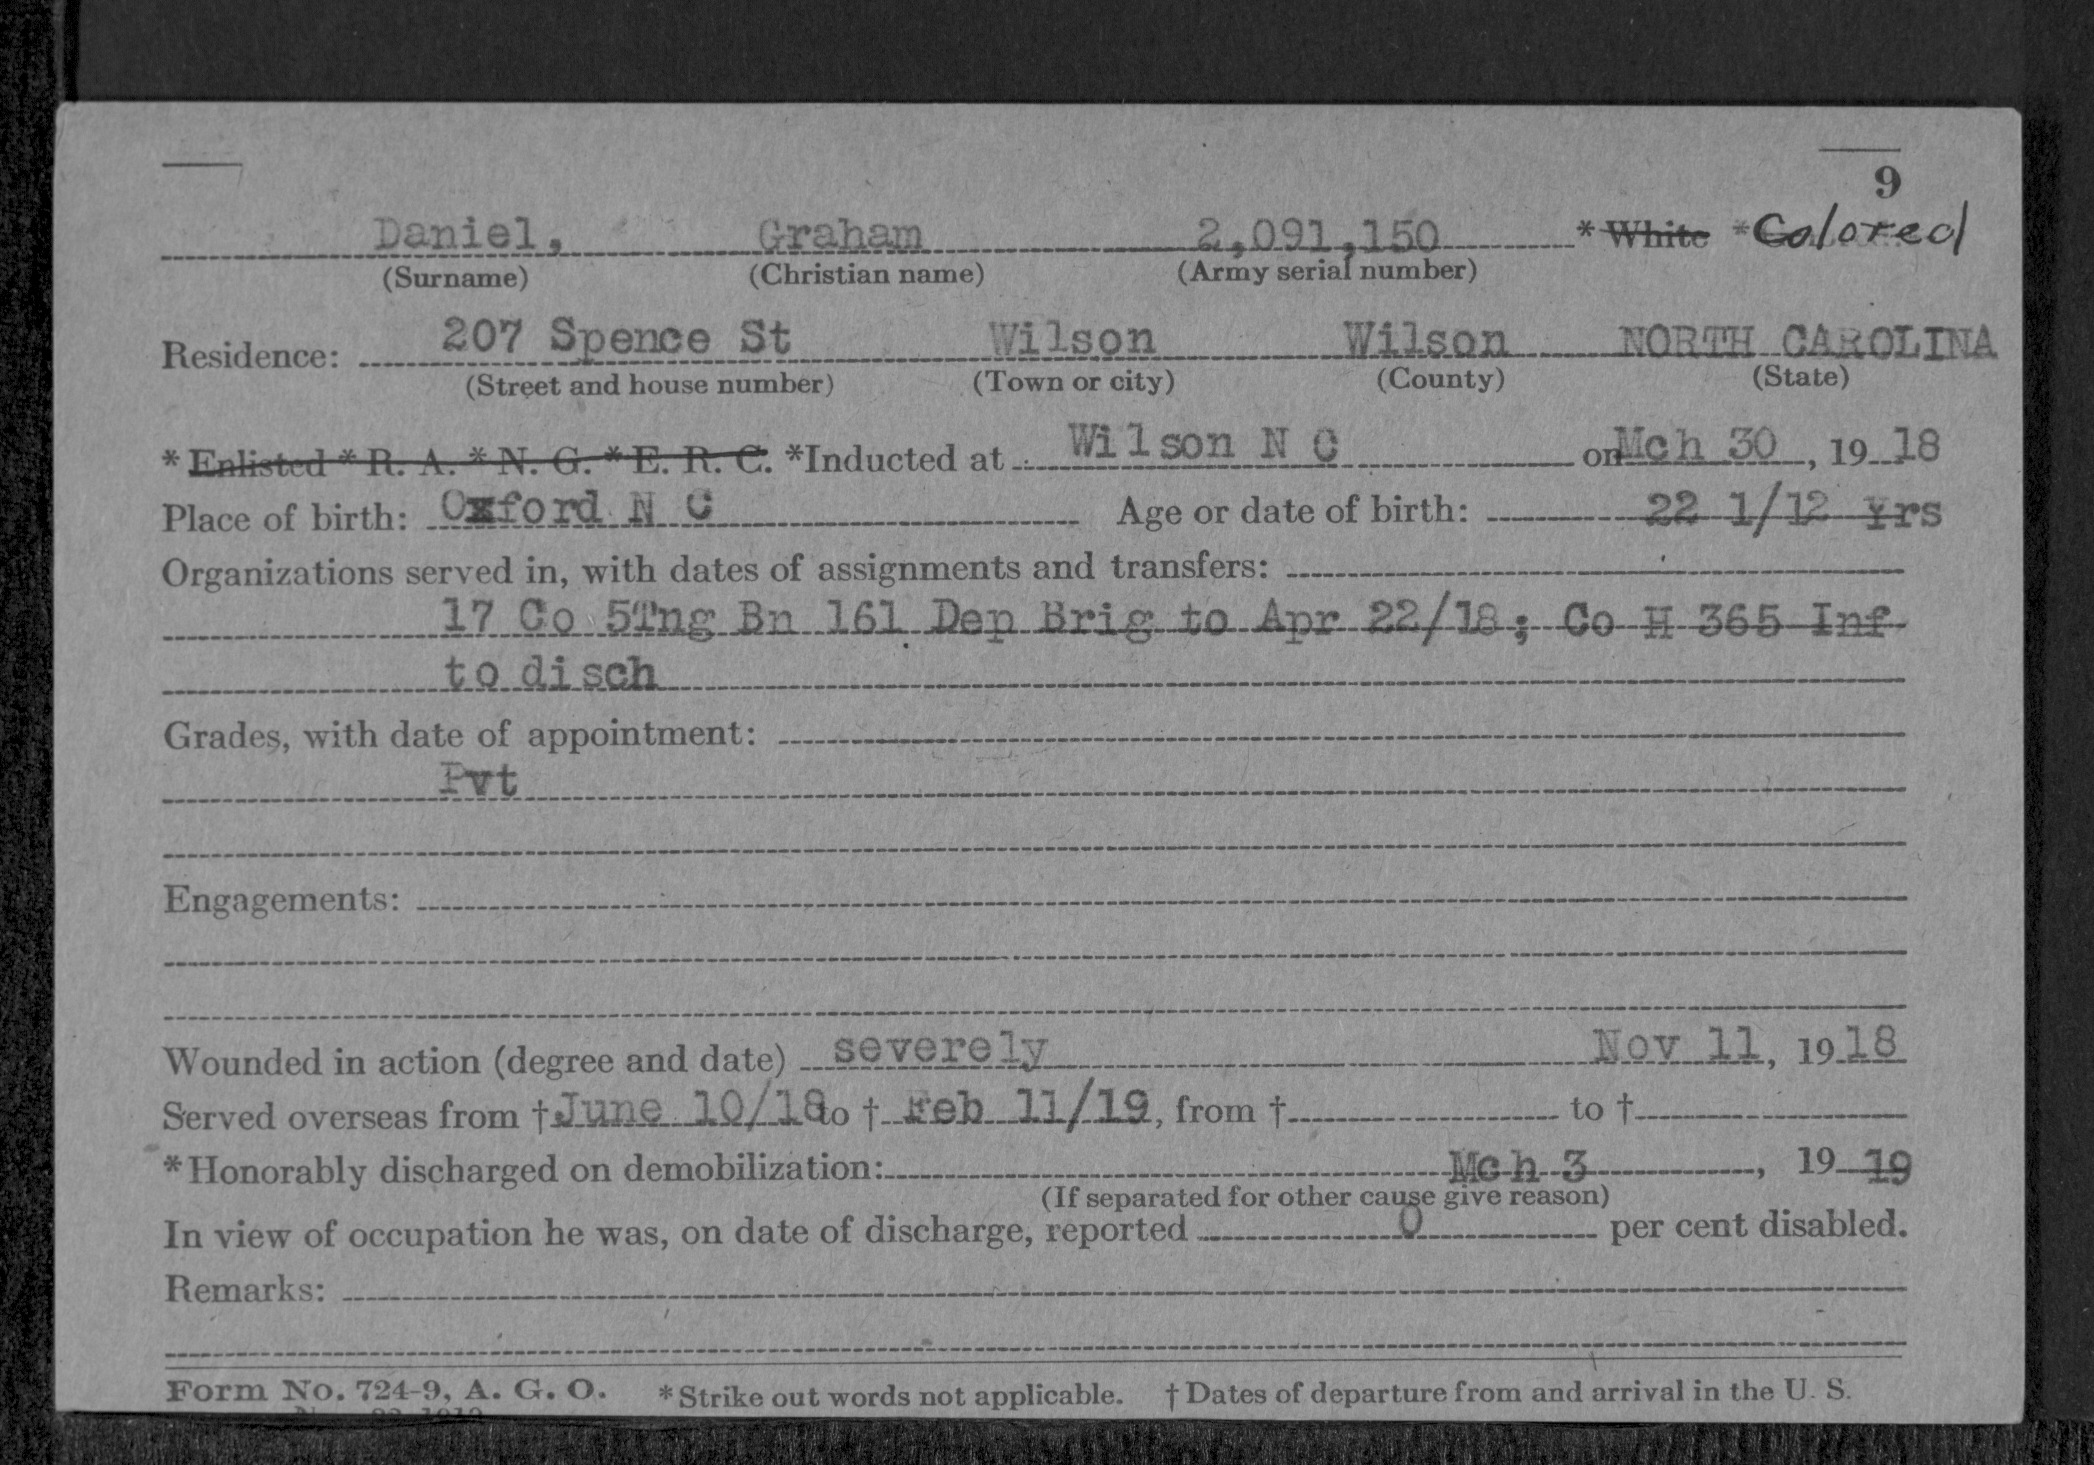 9
Daniel, Graham 2,091,150 * White * Colored
(Surname) (Christian name) (Army serial number)
Residence: 207 Spence St Wilson Wilson NORTH CAROLINA
(Street and house number) (Town or city) (County) (State)
* Enlisted * R. A. * N. G. * E. R. C. *Inducted at Wilson N C on Mch 30, 1918
Place of birth: Oxford N C Age or date of birth: 22 1/12 Yrs
Organizations served in, with dates of assignments and transfers:
17 Co 5Tng Bn 161 Dep Brig to Apr 22/18; Co H 365 Inf
to disch
Grades, with date of appointment:
Pvt
Engagements:
Wounded in action (degree and date) severely Nov 11, 1918
Served overseas from † June 10/18 to † Feb 11/19, from † to †
*Honorably discharged on demobilization: Mch 3, 1919
(If separated for other cause give reason)
In view of occupation he was, on date of discharge, reported 0 per cent disabled.
Remarks:
Form No. 724-9, A. G. O. *Strike out words not applicable. † Dates of departure from and arrival in the U. S.